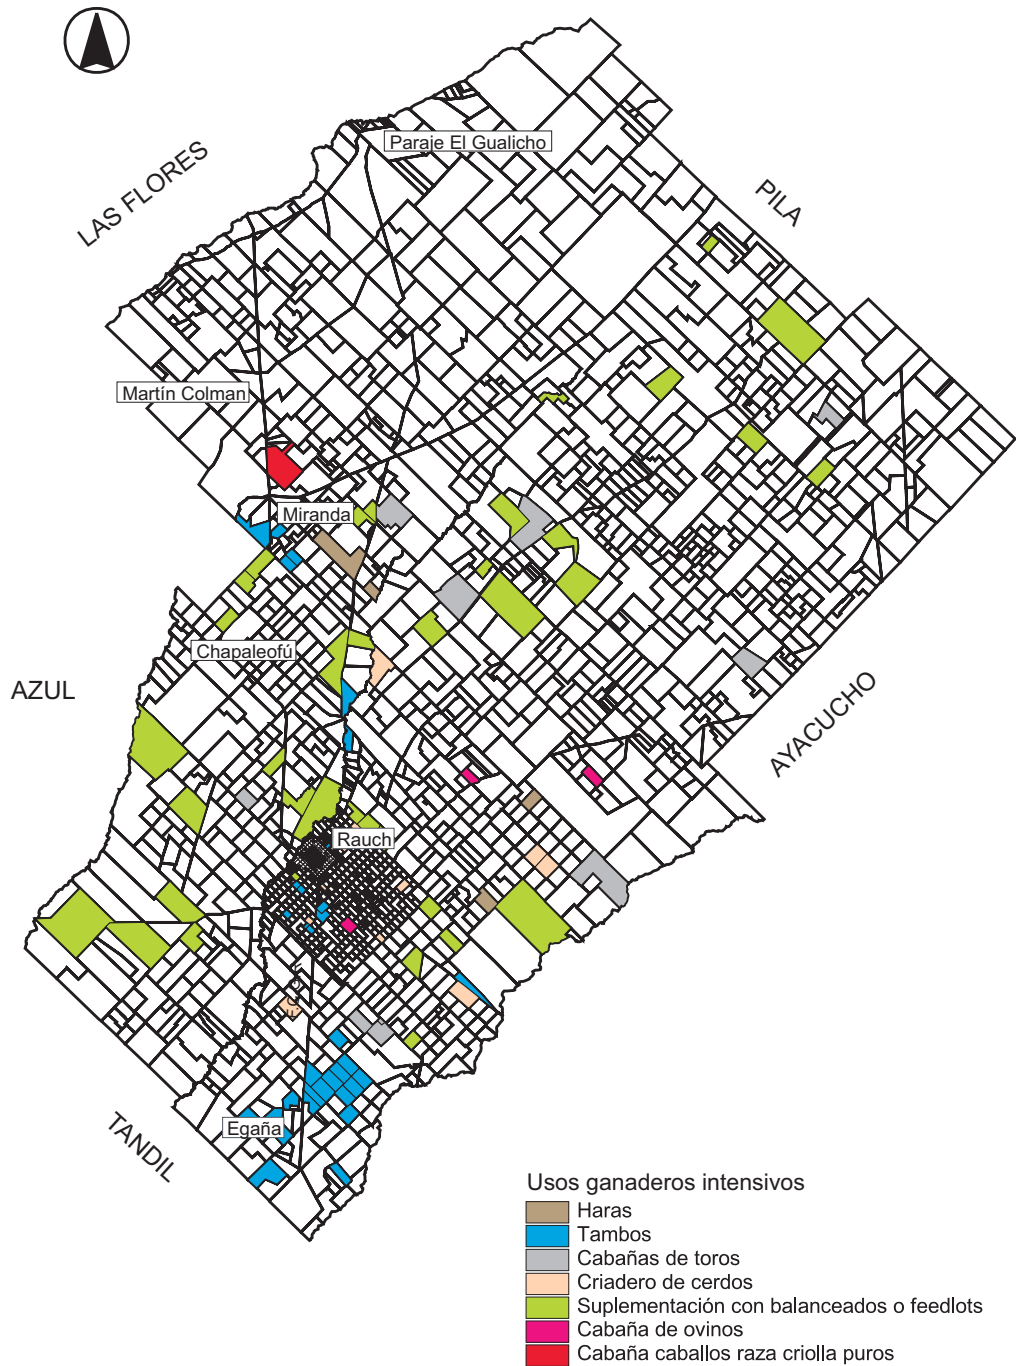 Paraje El Gualicho
LAS FLORES
PILA
Martín Colman
Miranda
Chapaleofú
AZUL
AYACUCHO
Rauch
TANDIL
Egaña
Usos ganaderos intensivos
Haras
Tambos
Cabañas de toros
Criadero de cerdos
Suplementación con balanceados o feedlots
Cabaña de ovinos
Cabaña caballos raza criolla puros